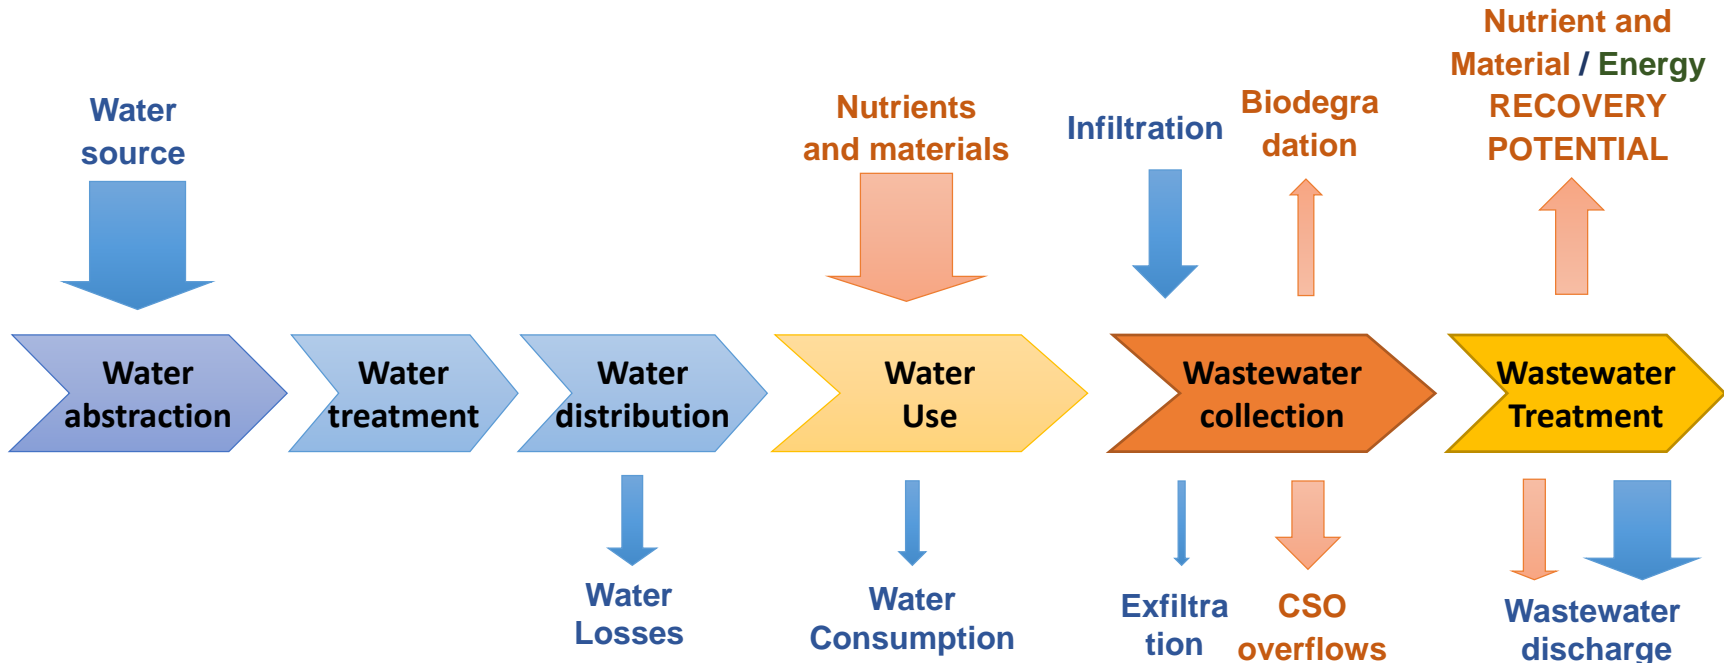 Water
source
Nutrients
and materials
Infiltration
Biodegra
dation
Nutrient and
Material / Energy
RECOVERY
POTENTIAL
Water
abstraction
Water
treatment
Water
distribution
Water
Use
Wastewater
collection
Wastewater
Treatment
Water
Losses
Water
Consumption
Exfiltra
tion
CSO
overflows
Wastewater
discharge